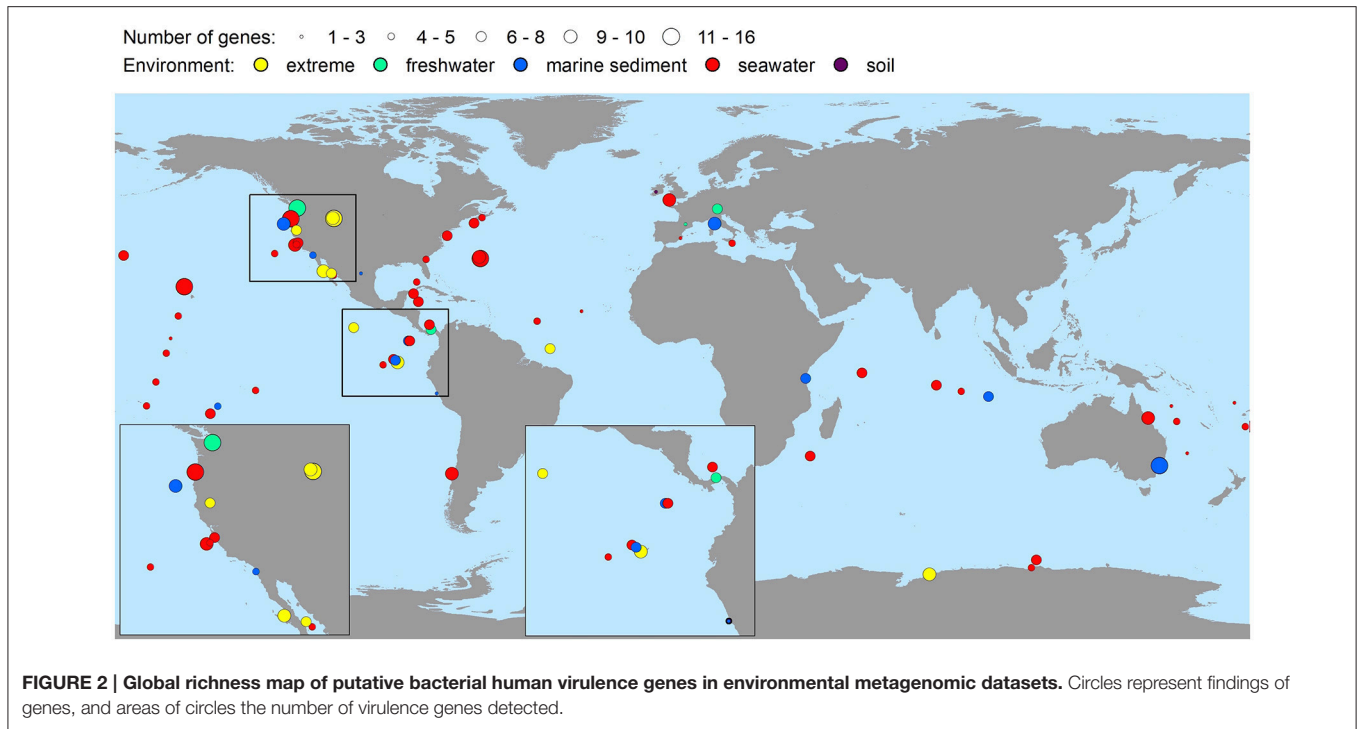 Number of genes: 1 - 3 4 - 5 6 - 8 9 - 10 11 - 16
Environment: extreme freshwater marine sediment seawater soil
FIGURE 2 | Global richness map of putative bacterial human virulence genes in environmental metagenomic datasets. Circles represent findings of
genes, and areas of circles the number of virulence genes detected.